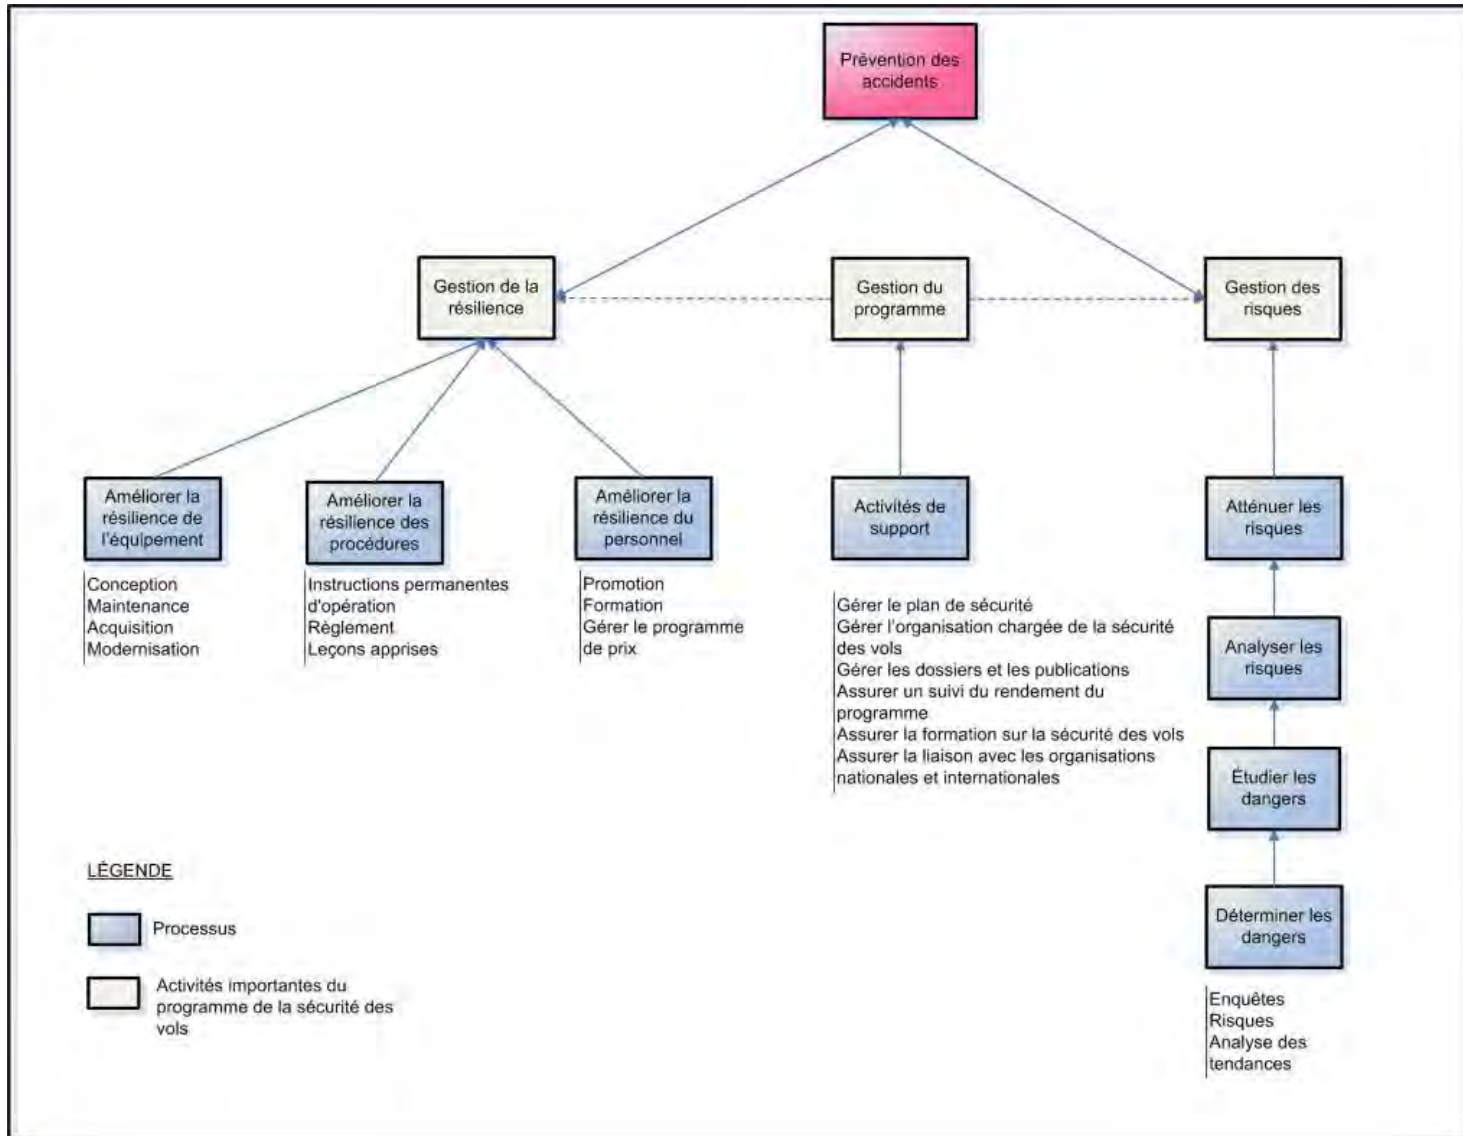 Prévention des
accidents
Gestion de la
résilience
Gestion du
programme
Gestion des
risques
Améliorer la
résilience de
l'équipement
Améliorer la
résilience des
procédures
Améliorer la
résilience du
personnel
Activités de
support
Atténuer les
risques
Conception
Maintenance
Acquisition
Modernisation
Instructions permanentes
d'opération
Règlement
Leçons apprises
Promotion
Formation
Gérer le programme
de prix
Gérer le plan de sécurité
Gérer l'organisation chargée de la sécurité
des vols
Gérer les dossiers et les publications
Assurer un suivi du rendement du
programme
Assurer la formation sur la sécurité des vols
Assurer la liaison avec les organisations
nationales et internationales
Analyser les
risques
Étudier les
dangers
Déterminer les
dangers
Enquêtes
Risques
Analyse des
tendances
LÉGENDE
Processus
Activités importantes du
programme de la sécurité des
vols